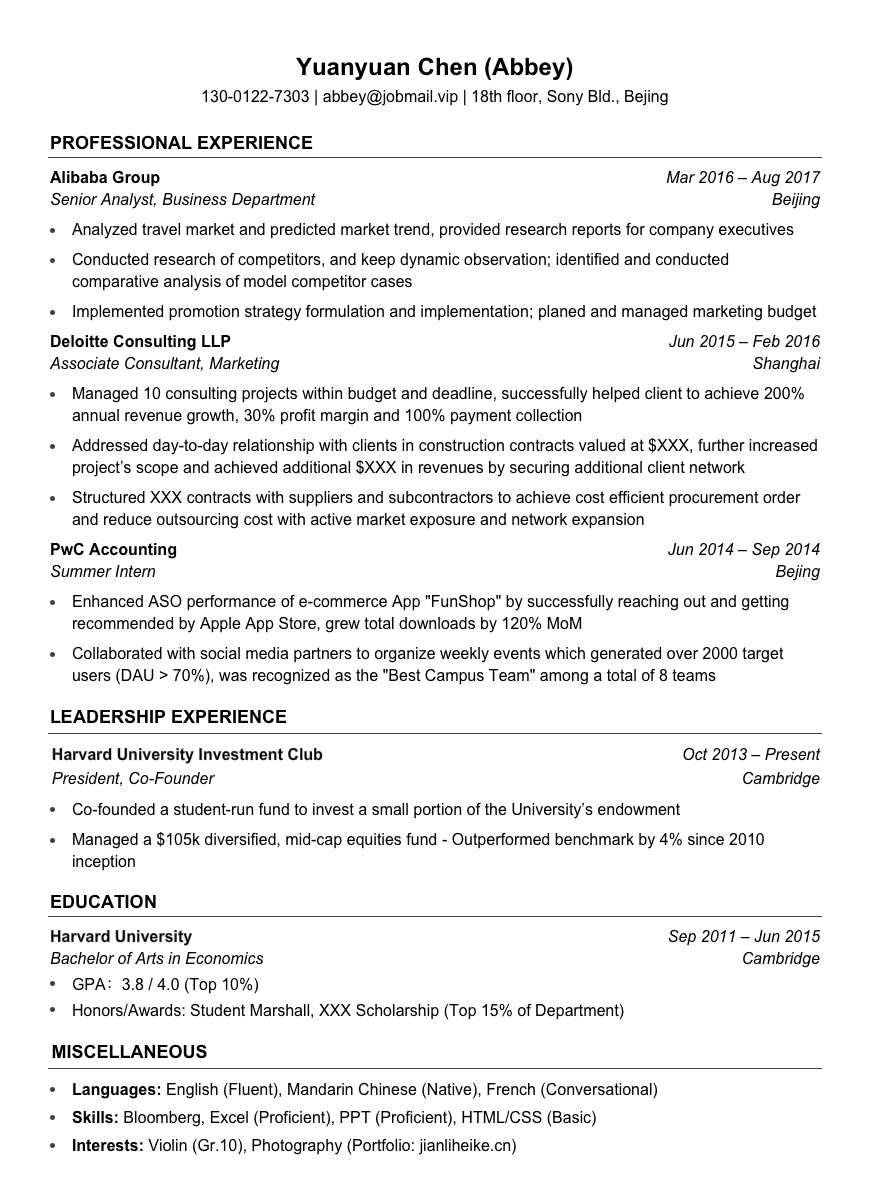 Yuanyuan Chen (Abbey)
130-0122-7303 | abbey@jobmail.vip | 18th floor, Sony Bld., Bejing
PROFESSIONAL EXPERIENCE
Alibaba Group Mar 2016 – Aug 2017
Senior Analyst, Business Department Beijing
• Analyzed travel market and predicted market trend, provided research reports for company executives
• Conducted research of competitors, and keep dynamic observation; identified and conducted
comparative analysis of model competitor cases
• Implemented promotion strategy formulation and implementation; planed and managed marketing budget
Deloitte Consulting LLP Jun 2015 – Feb 2016
Associate Consultant, Marketing Shanghai
• Managed 10 consulting projects within budget and deadline, successfully helped client to achieve 200%
annual revenue growth, 30% profit margin and 100% payment collection
• Addressed day-to-day relationship with clients in construction contracts valued at $XXX, further increased
project's scope and achieved additional $XXX in revenues by securing additional client network
• Structured XXX contracts with suppliers and subcontractors to achieve cost efficient procurement order
and reduce outsourcing cost with active market exposure and network expansion
PwC Accounting Jun 2014 – Sep 2014
Summer Intern Bejing
• Enhanced ASO performance of e-commerce App "FunShop" by successfully reaching out and getting
recommended by Apple App Store, grew total downloads by 120% MoM
• Collaborated with social media partners to organize weekly events which generated over 2000 target
users (DAU > 70%), was recognized as the "Best Campus Team" among a total of 8 teams
LEADERSHIP EXPERIENCE
Harvard University Investment Club Oct 2013 – Present
President, Co-Founder Cambridge
• Co-founded a student-run fund to invest a small portion of the University's endowment
• Managed a $105k diversified, mid-cap equities fund - Outperformed benchmark by 4% since 2010
inception
EDUCATION
Harvard University Sep 2011 – Jun 2015
Bachelor of Arts in Economics Cambridge
• GPA：3.8 / 4.0 (Top 10%)
• Honors/Awards: Student Marshall, XXX Scholarship (Top 15% of Department)
MISCELLANEOUS
• Languages: English (Fluent), Mandarin Chinese (Native), French (Conversational)
• Skills: Bloomberg, Excel (Proficient), PPT (Proficient), HTML/CSS (Basic)
• Interests: Violin (Gr.10), Photography (Portfolio: jianliheike.cn)